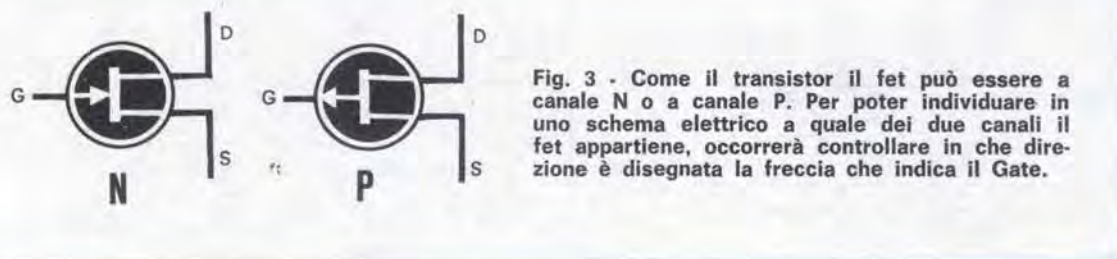 D
G
S
N
D
G
S
P
Fig. 3 - Come il transistor il fet può essere a
canale N o a canale P. Per poter individuare in
uno schema elettrico a quale dei due canali il
fet appartiene, occorrerà controllare in che dire-
zione è disegnata la freccia che indica il Gate.